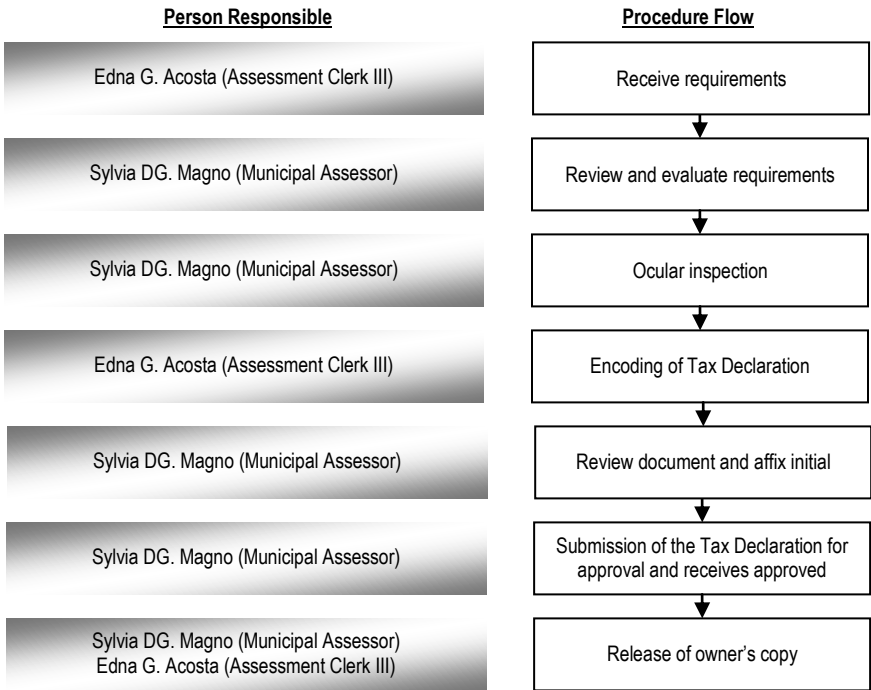 Person Responsible
Procedure Flow
Edna G. Acosta (Assessment Clerk III)
Receive requirements
Sylvia DG. Magno (Municipal Assessor)
Review and evaluate requirements
Sylvia DG. Magno (Municipal Assessor)
Ocular inspection
Edna G. Acosta (Assessment Clerk III)
Encoding of Tax Declaration
Sylvia DG. Magno (Municipal Assessor)
Review document and affix initial
Sylvia DG. Magno (Municipal Assessor)
Submission of the Tax Declaration for
approval and receives approved
Sylvia DG. Magno (Municipal Assessor)
Edna G. Acosta (Assessment Clerk III)
Release of owner’s copy